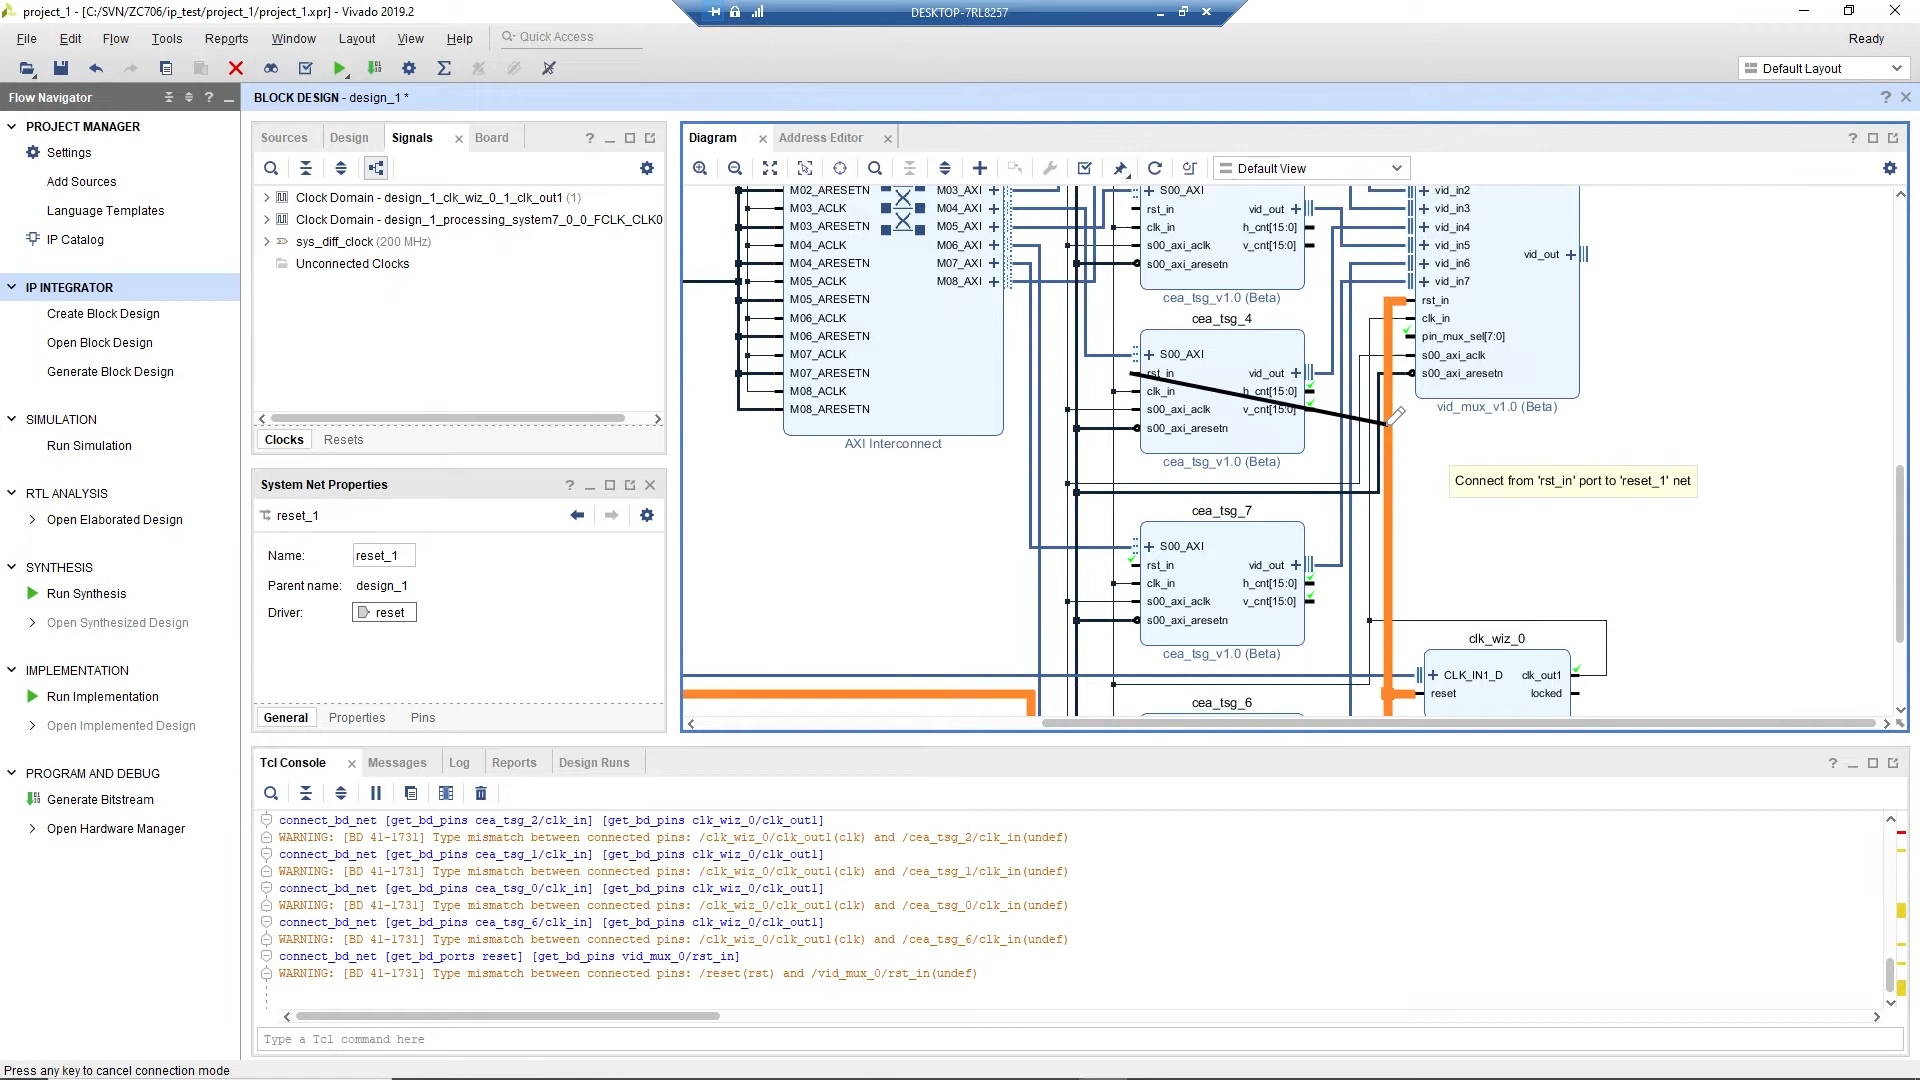 project_1 - [C:/SVN/ZC706/ip_test/project_1/project_1.xpr] - Vivado 2019.2
DESKTOP-7RL8257
File Edit Flow Tools Reports Window Layout View Help
Quick Access
Ready
Default Layout
Flow Navigator
PROJECT MANAGER
Settings
Add Sources
Language Templates
IP Catalog
IP INTEGRATOR
Create Block Design
Open Block Design
Generate Block Design
SIMULATION
Run Simulation
RTL ANALYSIS
Open Elaborated Design
SYNTHESIS
Run Synthesis
Open Synthesized Design
IMPLEMENTATION
Run Implementation
Open Implemented Design
PROGRAM AND DEBUG
Generate Bitstream
Open Hardware Manager
BLOCK DESIGN - design_1 *
Sources Design Signals Board
Clock Domain - design_1_clk_wiz_0_1_clk_out1 (1)
Clock Domain - design_1_processing_system7_0_0_FCLK_CLK0
sys_diff_clock (200 MHz)
Unconnected Clocks
Clocks Resets
System Net Properties
reset_1
Name: reset_1
Parent name: design_1
Driver: reset
General Properties Pins
Diagram Address Editor
Default View
M02_ARESETN
M03_ACLK
M03_ARESETN
M04_ACLK
M04_ARESETN
M05_ACLK
M05_ARESETN
M06_ACLK
M06_ARESETN
M07_ACLK
M07_ARESETN
M08_ACLK
M08_ARESETN
M03_AXI
M04_AXI
M05_AXI
M06_AXI
M07_AXI
M08_AXI
AXI Interconnect
S00_AXI
rst_in
clk_in
s00_axi_aclk
s00_axi_aresetn
vid_out
h_cnt[15:0]
v_cnt[15:0]
cea_tsg_v1.0 (Beta)
cea_tsg_4
S00_AXI
rst_in
clk_in
s00_axi_aclk
s00_axi_aresetn
vid_out
h_cnt[15:0]
v_cnt[15:0]
cea_tsg_v1.0 (Beta)
cea_tsg_7
S00_AXI
rst_in
clk_in
s00_axi_aclk
s00_axi_aresetn
vid_out
h_cnt[15:0]
v_cnt[15:0]
cea_tsg_v1.0 (Beta)
cea_tsg_6
vid_in2
vid_in3
vid_in4
vid_in5
vid_in6
vid_in7
rst_in
clk_in
pin_mux_sel[7:0]
s00_axi_aclk
s00_axi_aresetn
vid_out
vid_mux_v1.0 (Beta)
Connect from 'rst_in' port to 'reset_1' net
clk_wiz_0
CLK_IN1_D clk_out1
reset locked
Tcl Console Messages Log Reports Design Runs
connect_bd_net [get_bd_pins cea_tsg_2/clk_in] [get_bd_pins clk_wiz_0/clk_out1]
WARNING: [BD 41-1731] Type mismatch between connected pins: /clk_wiz_0/clk_out1(clk) and /cea_tsg_2/clk_in(undef)
connect_bd_net [get_bd_pins cea_tsg_1/clk_in] [get_bd_pins clk_wiz_0/clk_out1]
WARNING: [BD 41-1731] Type mismatch between connected pins: /clk_wiz_0/clk_out1(clk) and /cea_tsg_1/clk_in(undef)
connect_bd_net [get_bd_pins cea_tsg_0/clk_in] [get_bd_pins clk_wiz_0/clk_out1]
WARNING: [BD 41-1731] Type mismatch between connected pins: /clk_wiz_0/clk_out1(clk) and /cea_tsg_0/clk_in(undef)
connect_bd_net [get_bd_pins cea_tsg_6/clk_in] [get_bd_pins clk_wiz_0/clk_out1]
WARNING: [BD 41-1731] Type mismatch between connected pins: /clk_wiz_0/clk_out1(clk) and /cea_tsg_6/clk_in(undef)
connect_bd_net [get_bd_ports reset] [get_bd_pins vid_mux_0/rst_in]
WARNING: [BD 41-1731] Type mismatch between connected pins: /reset(rst) and /vid_mux_0/rst_in(undef)
Type a Tcl command here
Press any key to cancel connection mode